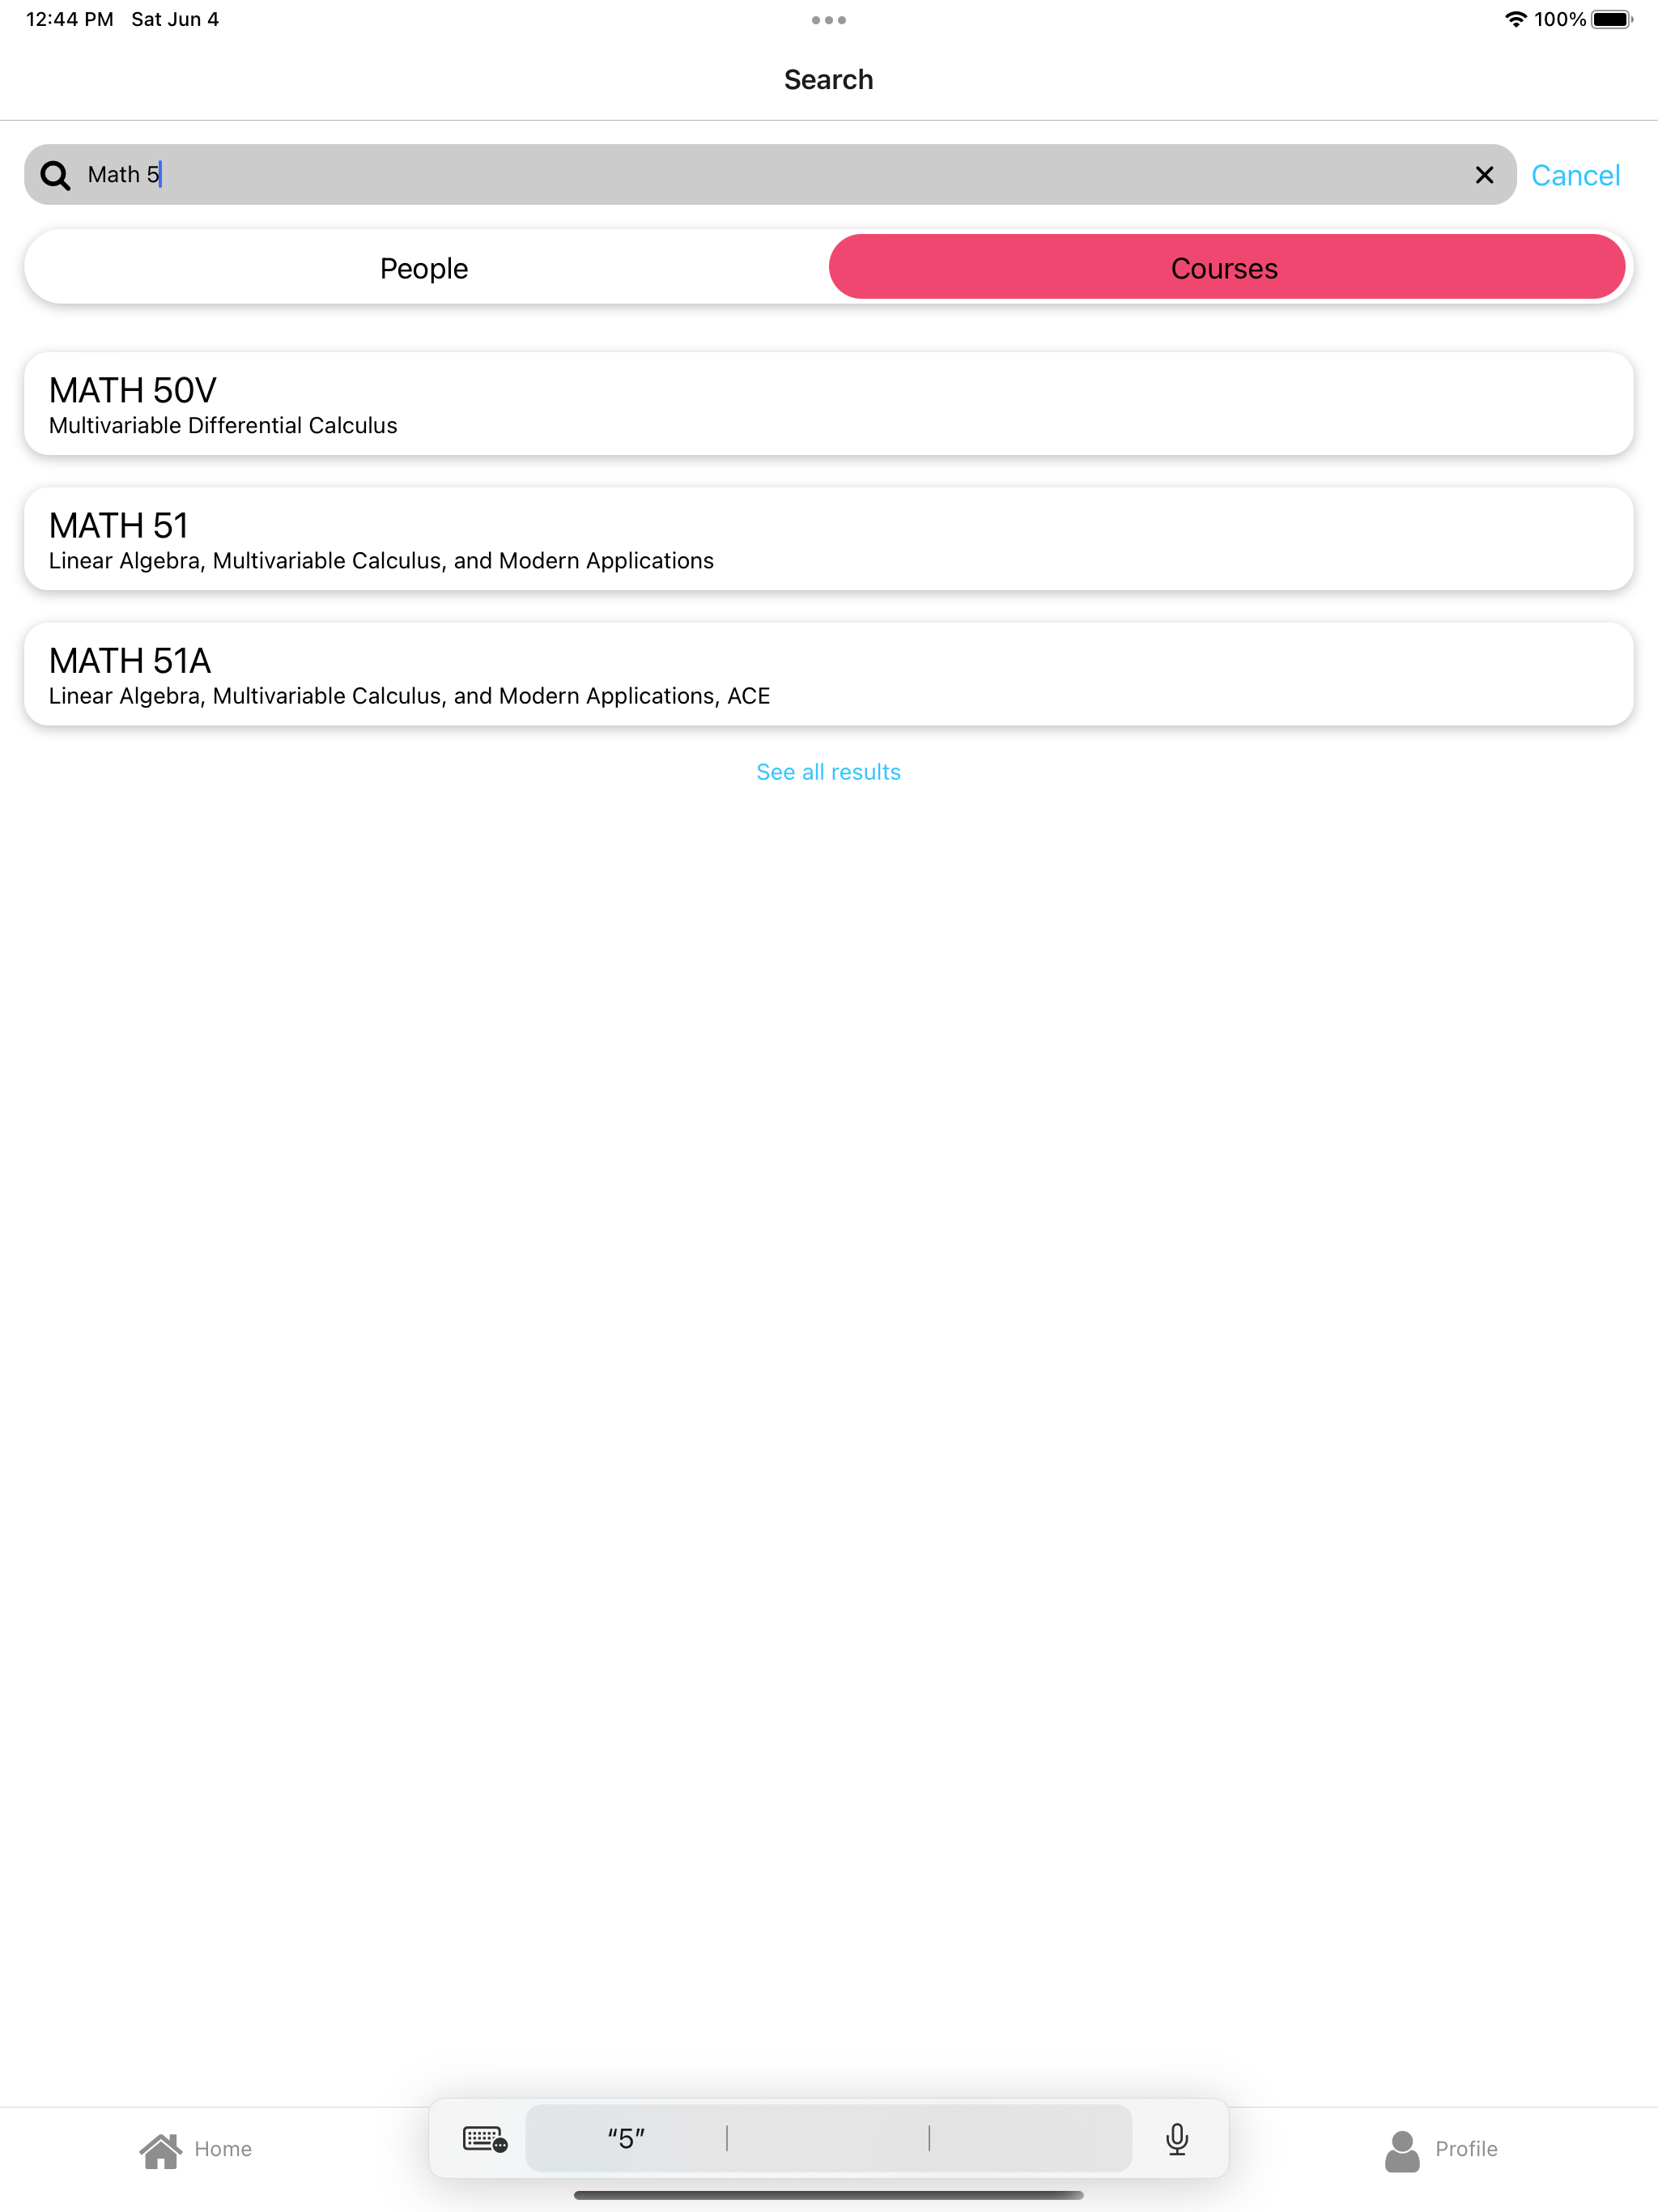 12:44 PM Sat Jun 4
100%
Search
Math 5
Cancel
People
Courses
MATH 50V
Multivariable Differential Calculus
MATH 51
Linear Algebra, Multivariable Calculus, and Modern Applications
MATH 51A
Linear Algebra, Multivariable Calculus, and Modern Applications, ACE
See all results
Home
“5”
Profile